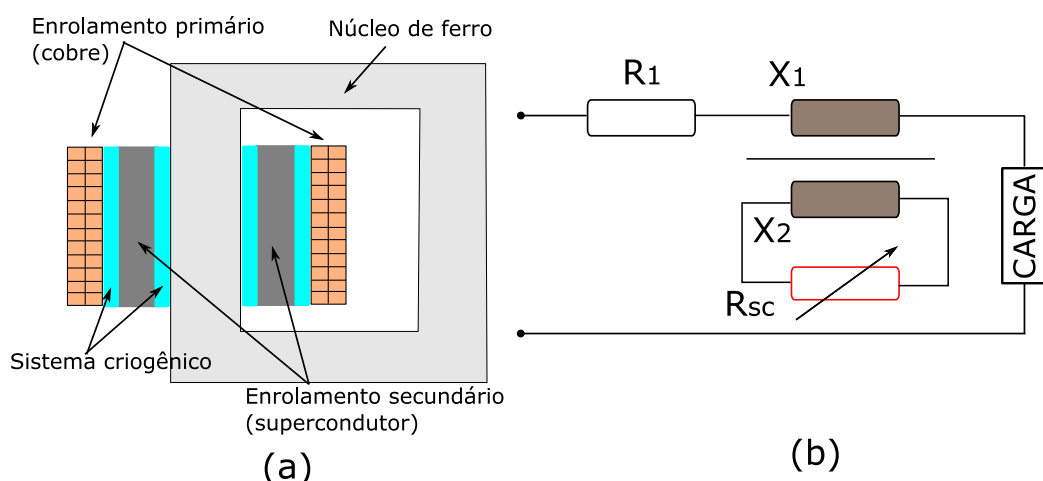 Enrolamento primário
(cobre)
Núcleo de ferro
Sistema criogênico
Enrolamento secundário
(supercondutor)
(a)
R1
X1
X2
Rsc
CARGA
(b)